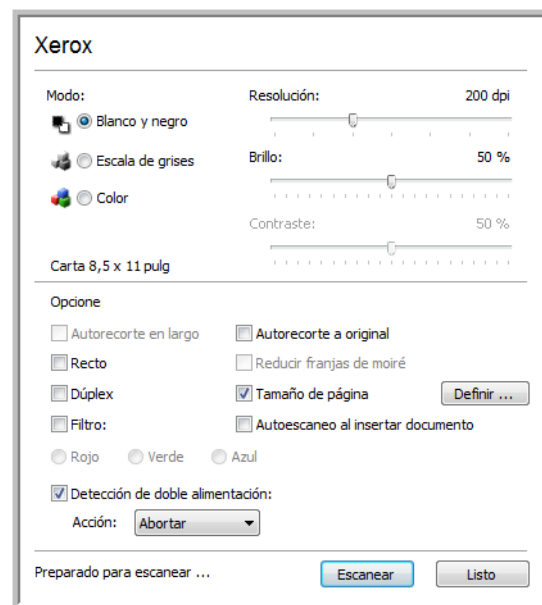 Xerox
Modo:
Blanco y negro
Escala de grises
Color
Carta 8,5 x 11 pulg
Resolución: 200 dpi
Brillo: 50 %
Contraste: 50 %
Opcione
Autorecorte en largo Autorecorte a original
Recto Reducir franjas de moiré
Dúplex Tamaño de página Definir ...
Filtro: Autoescaneo al insertar documento
Rojo Verde Azul
Detección de doble alimentación:
Acción: Abortar
Preparado para escanear ... Escanear Listo